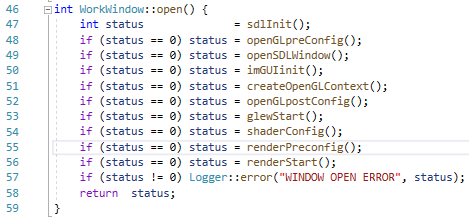 46 int WorkWindow::open() {
47 int status = sdlInit();
48 if (status == 0) status = openGLpreConfig();
49 if (status == 0) status = openSDLWindow();
50 if (status == 0) status = imGUIinit();
51 if (status == 0) status = createOpenGLContext();
52 if (status == 0) status = openGLpostConfig();
53 if (status == 0) status = glewStart();
54 if (status == 0) status = shaderConfig();
55 if (status == 0) status = renderPreconfig();
56 if (status == 0) status = renderStart();
57 if (status != 0) Logger::error("WINDOW OPEN ERROR", status);
58 return status;
59 }